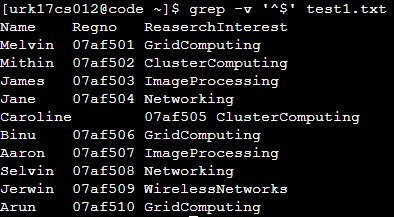 [urk17cs012@code ~]$ grep -v '^$' test1.txt
Name    Regno   ReaserchInterest
Melvin  07af501 GridComputing
Mithin  07af502 ClusterComputing
James   07af503 ImageProcessing
Jane    07af504 Networking
Caroline        07af505 ClusterComputing
Binu    07af506 GridComputing
Aaron   07af507 ImageProcessing
Selvin  07af508 Networking
Jerwin  07af509 WirelessNetworks
Arun    07af510 GridComputing